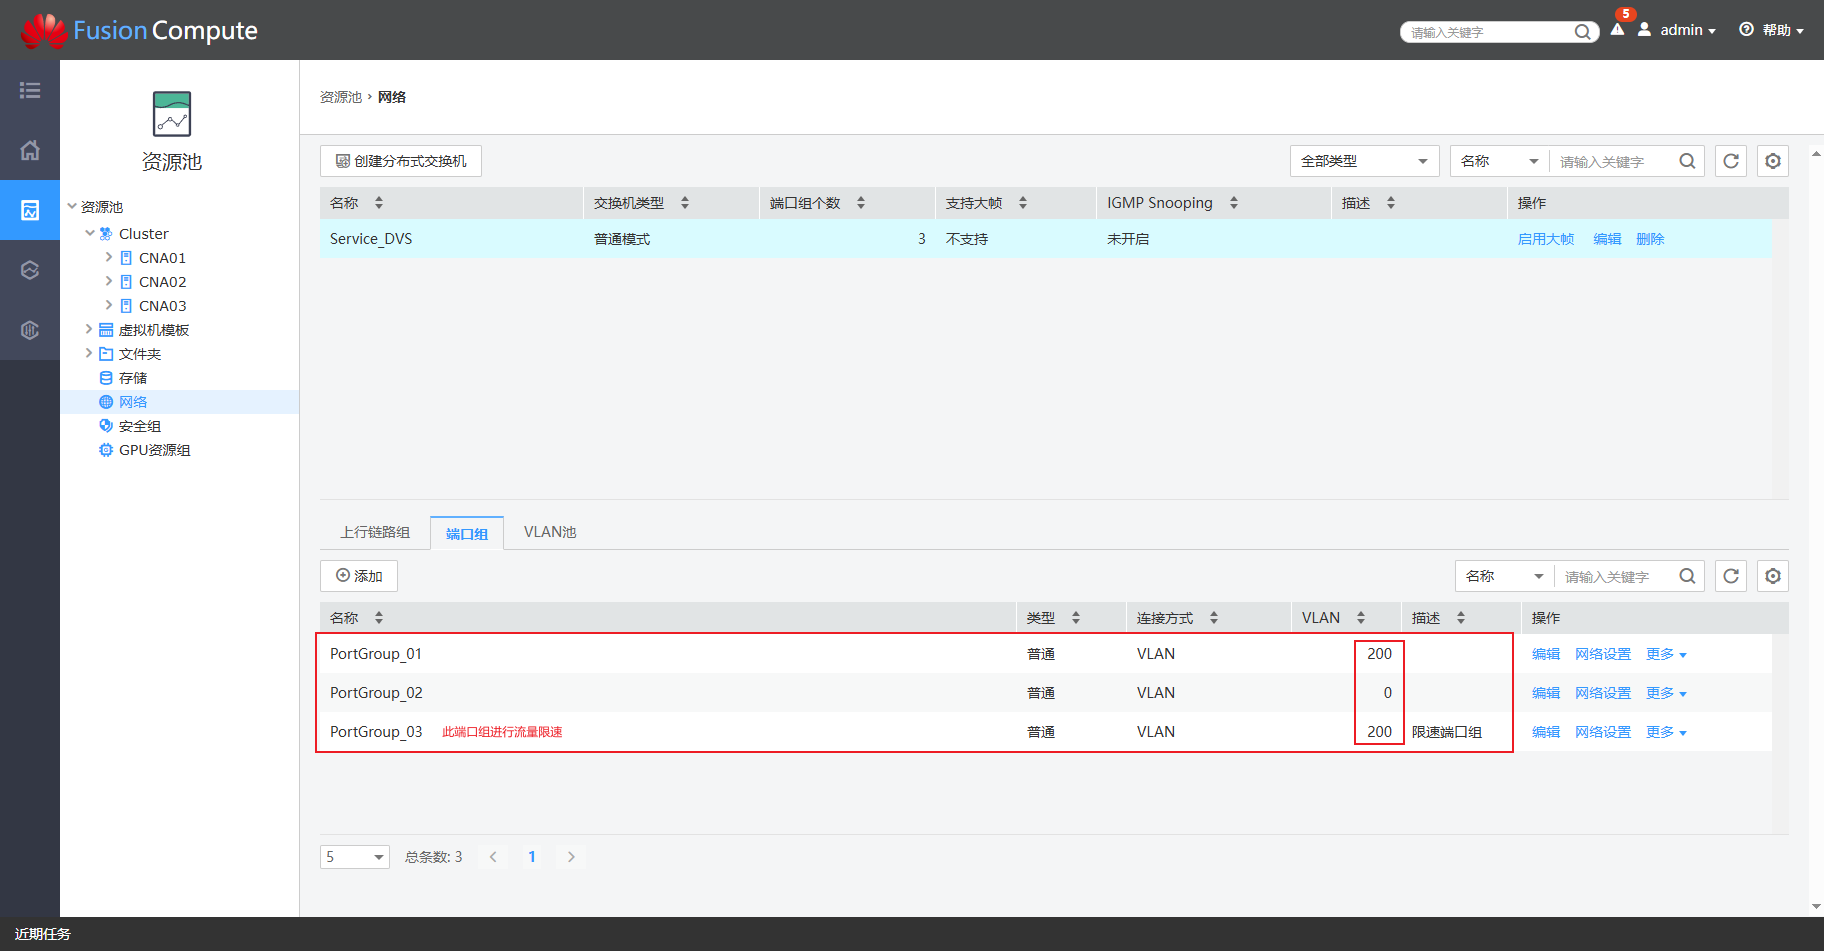 FusionCompute
请输入关键字
5
admin
帮助
资源池
资源池
Cluster
CNA01
CNA02
CNA03
虚拟机模板
文件夹
存储
网络
安全组
GPU资源组
资源池 › 网络
创建分布式交换机
全部类型 名称 请输入关键字
名称 交换机类型 端口组个数 支持大帧 IGMP Snooping 描述 操作
Service_DVS 普通模式 3 不支持 未开启 启用大帧 编辑 删除
上行链路组 端口组 VLAN池
添加 名称 请输入关键字
名称 类型 连接方式 VLAN 描述 操作
PortGroup_01 普通 VLAN 200 编辑 网络设置 更多
PortGroup_02 普通 VLAN 0 编辑 网络设置 更多
PortGroup_03 此端口组进行流量限速 普通 VLAN 200 限速端口组 编辑 网络设置 更多
5 总条数: 3 1
近期任务